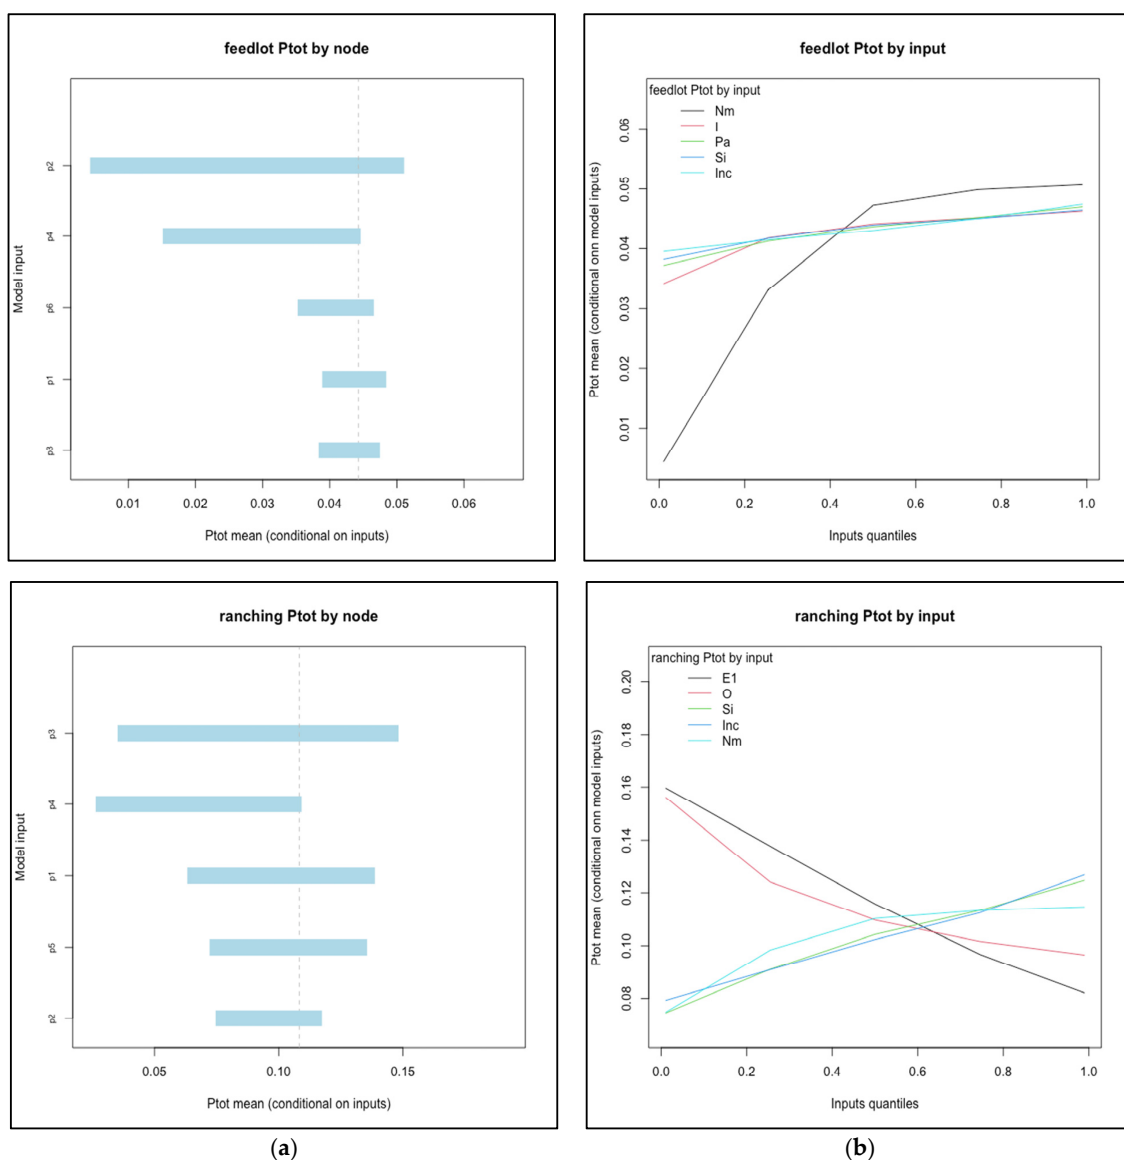 feedlot Ptot by node
Model input
p2
p4
p6
p1
p3
0.01 0.02 0.03 0.04 0.05 0.06
Ptot mean (conditional on inputs)
feedlot Ptot by input
Ptot mean (conditional onn model inputs)
feedlot Ptot by input
Nm
I
Pa
Si
Inc
0.06
0.05
0.04
0.03
0.02
0.01
0.0 0.2 0.4 0.6 0.8 1.0
Inputs quantiles
ranching Ptot by node
Model input
p3
p4
p1
p5
p2
0.05 0.10 0.15
Ptot mean (conditional on inputs)
ranching Ptot by input
Ptot mean (conditional onn model inputs)
ranching Ptot by input
E1
O
Si
Inc
Nm
0.20
0.18
0.16
0.14
0.12
0.10
0.08
0.0 0.2 0.4 0.6 0.8 1.0
Inputs quantiles
(a) (b)